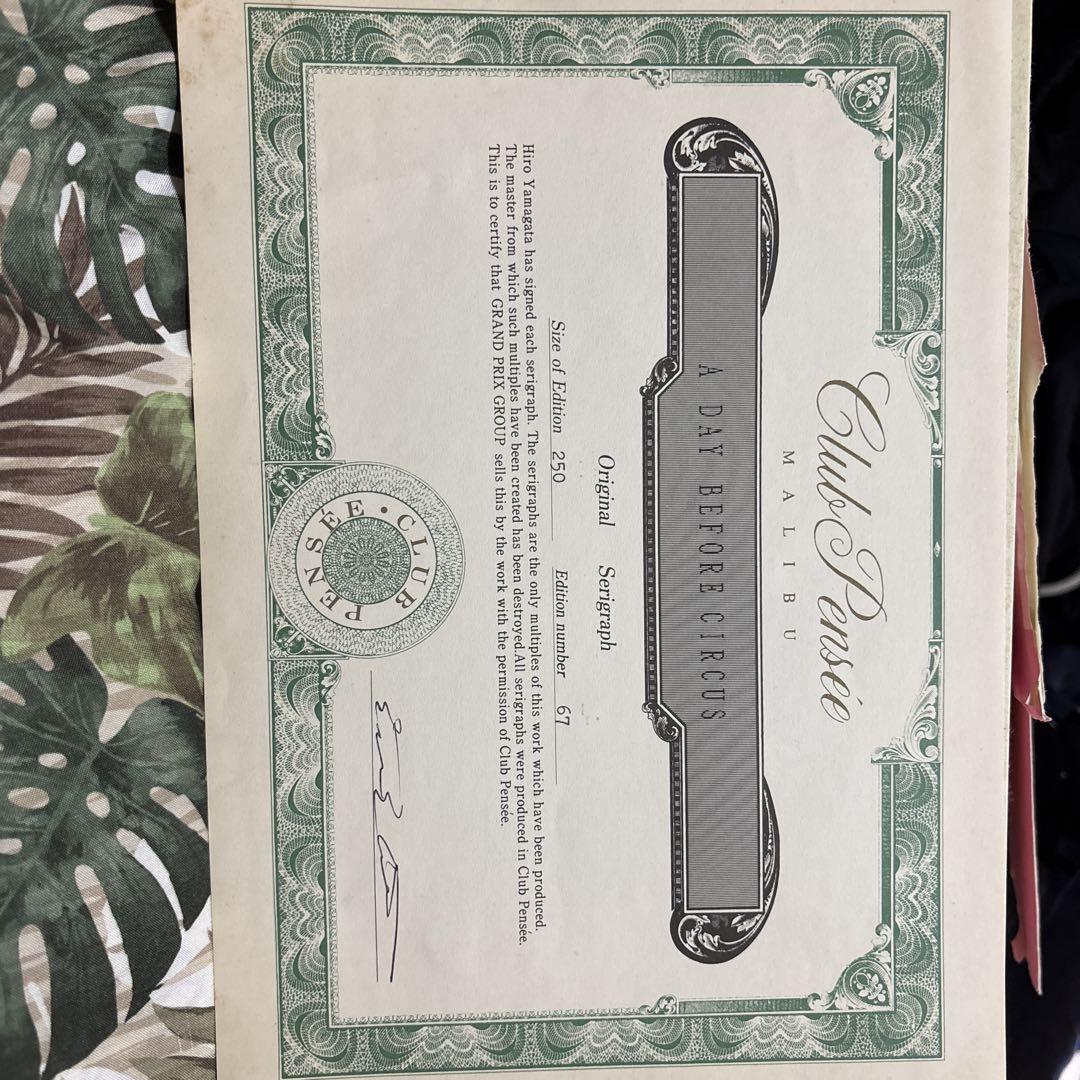 Club Pensée
MALIBU
A DAY BEFORE CIRCUS
Original Serigraph
Size of Edition 250 Edition number 67
Hiro Yamagata has signed each serigraph. The serigraphs are the only multiples of this work which have been produced.
The master from which such multiples have been created has been destroyed.All serigraphs were produced in Club Pensée.
This is to certify that GRAND PRIX GROUP sells this by the work with the permission of Club Pensée.
CLUB PENSÉE